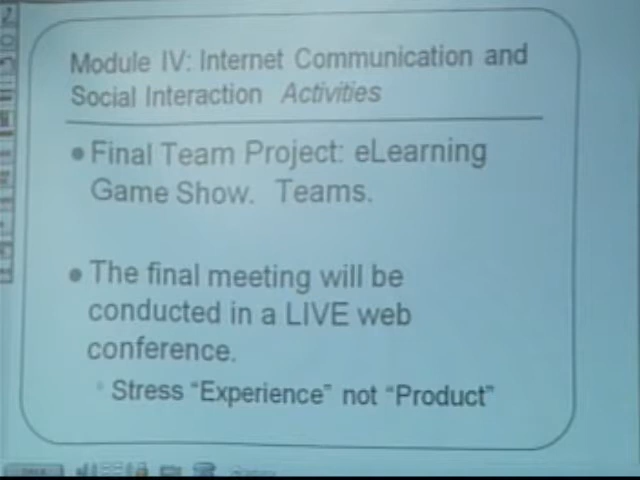 Module IV: Internet Communication and
Social Interaction Activities
Final Team Project: eLearning
Game Show. Teams.
The final meeting will be
conducted in a LIVE web
conference.
Stress “Experience” not “Product”